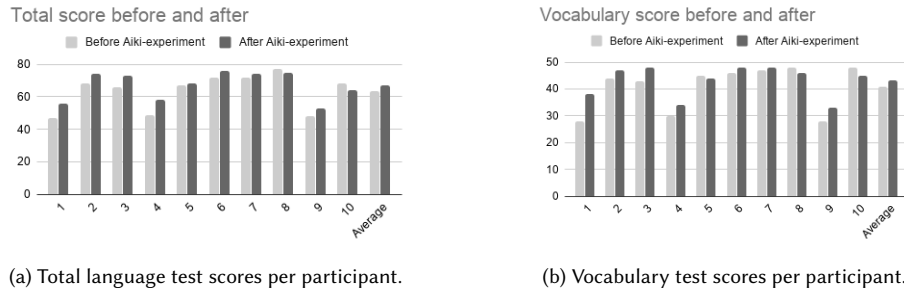 Total score before and after
Before Aiki-experiment After Aiki-experiment
80
60
40
20
0
1 2 3 4 5 6 7 8 9 10 Average
(a) Total language test scores per participant.
Vocabulary score before and after
Before Aiki-experiment After Aiki-experiment
50
40
30
20
10
0
1 2 3 4 5 6 7 8 9 10 Average
(b) Vocabulary test scores per participant.